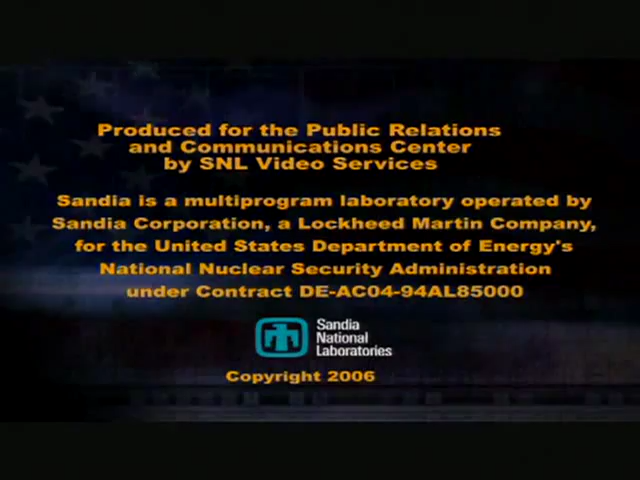 Produced for the Public Relations
and Communications Center
by SNL Video Services
Sandia is a multiprogram laboratory operated by
Sandia Corporation, a Lockheed Martin Company,
for the United States Department of Energy's
National Nuclear Security Administration
under Contract DE-AC04-94AL85000
Sandia
National
Laboratories
Copyright 2006